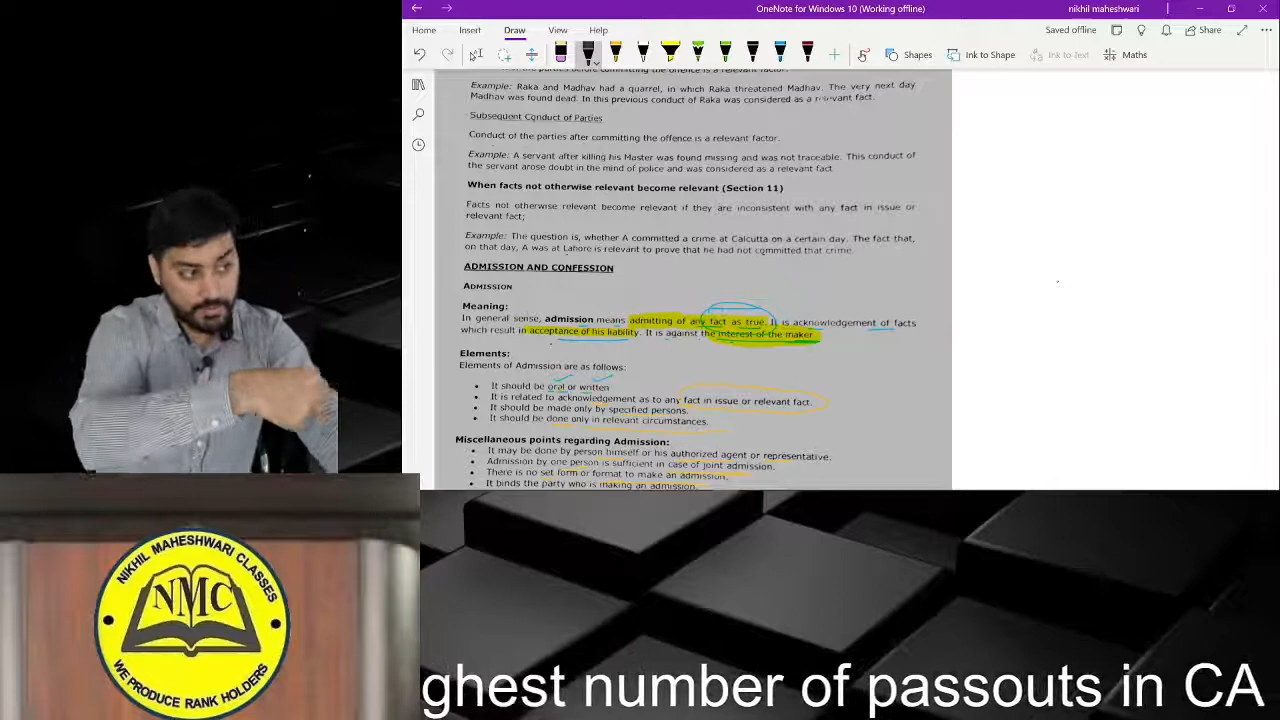 OneNote for Windows 10 (Working offline)
nikhil maheshwari
Home Insert Draw View Help
Saved offline
Share
Shapes
Ink to Shape
Ink to Text
Maths
the parties before committing the offence is a relevant factor.
Example: Raka and Madhav had a quarrel, in which Raka threatened Madhav. The very next day
Madhav was found dead. In this previous conduct of Raka was considered as a relevant fact.
Subsequent Conduct of Parties
Conduct of the parties after committing the offence is a relevant factor.
Example: A servant after killing his Master was found missing and was not traceable. This conduct of
the servant arose doubt in the mind of police and was considered as a relevant fact
When facts not otherwise relevant become relevant (Section 11)
Facts not otherwise relevant become relevant if they are inconsistent with any fact in issue or
relevant fact;
Example: The question is, whether A committed a crime at Calcutta on a certain day. The fact that,
on that day, A was at Lahore is relevant to prove that he had not committed that crime.
ADMISSION AND CONFESSION
ADMISSION
Meaning:
In general sense, admission means admitting of any fact as true. It is acknowledgement of facts
which result in acceptance of his liability. It is against the interest of the maker
Elements:
Elements of Admission are as follows:
• It should be oral or written
• It is related to acknowledgement as to any fact in issue or relevant fact.
• It should be made only by specified persons.
• It should be done only in relevant circumstances.
Miscellaneous points regarding Admission:
• It may be done by person himself or his authorized agent or representative.
• Admission by one person is sufficient in case of joint admission.
• There is no set form or format to make an admission.
• It binds the party who is making an admission.
NIKHIL MAHESHWARI CLASSES
NMC
WE PRODUCE RANK HOLDERS
ghest number of passouts in CA